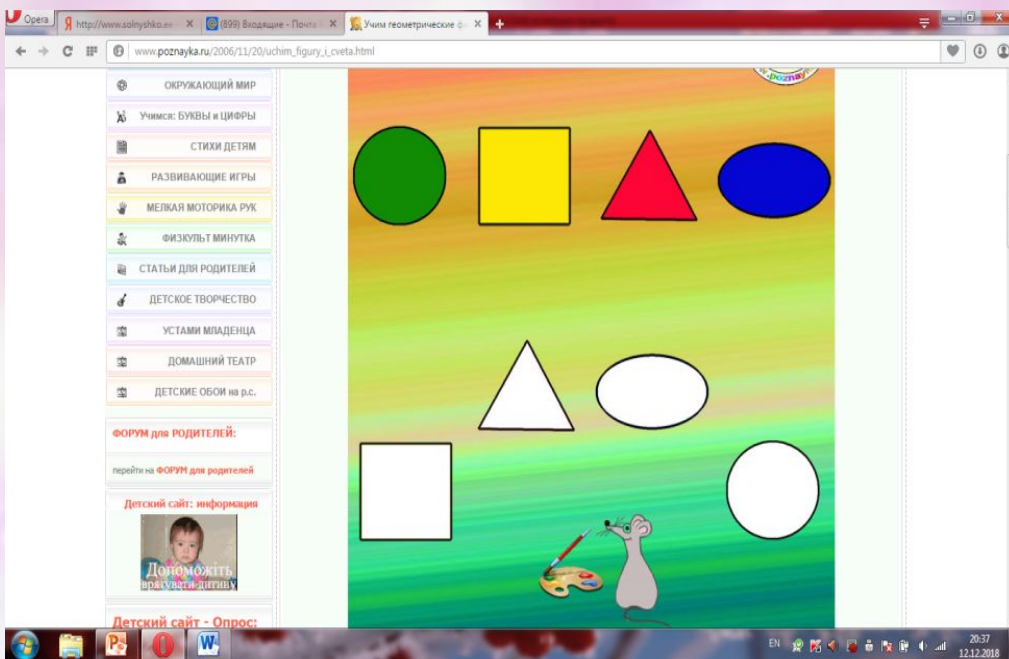 Opera
http://www.solnyshko.ee
(899) Входящие - Почта
Учим геометрические фи
www.poznayka.ru/2006/11/20/uchim_figury_i_cveta.html
ОКРУЖАЮЩИЙ МИР
Учимся: БУКВЫ и ЦИФРЫ
СТИХИ ДЕТЯМ
РАЗВИВАЮЩИЕ ИГРЫ
МЕЛКАЯ МОТОРИКА РУК
ФИЗКУЛЬТ МИНУТКА
СТАТЬИ ДЛЯ РОДИТЕЛЕЙ
ДЕТСКОЕ ТВОРЧЕСТВО
УСТАМИ МЛАДЕНЦА
ДОМАШНИЙ ТЕАТР
ДЕТСКИЕ ОБОИ на р.с.
ФОРУМ для РОДИТЕЛЕЙ:
перейти на ФОРУМ для родителей
Детский сайт: информация
Допоможіть
врятувати дитину
Детский сайт - Опрос:
EN
20:37
12.12.2018